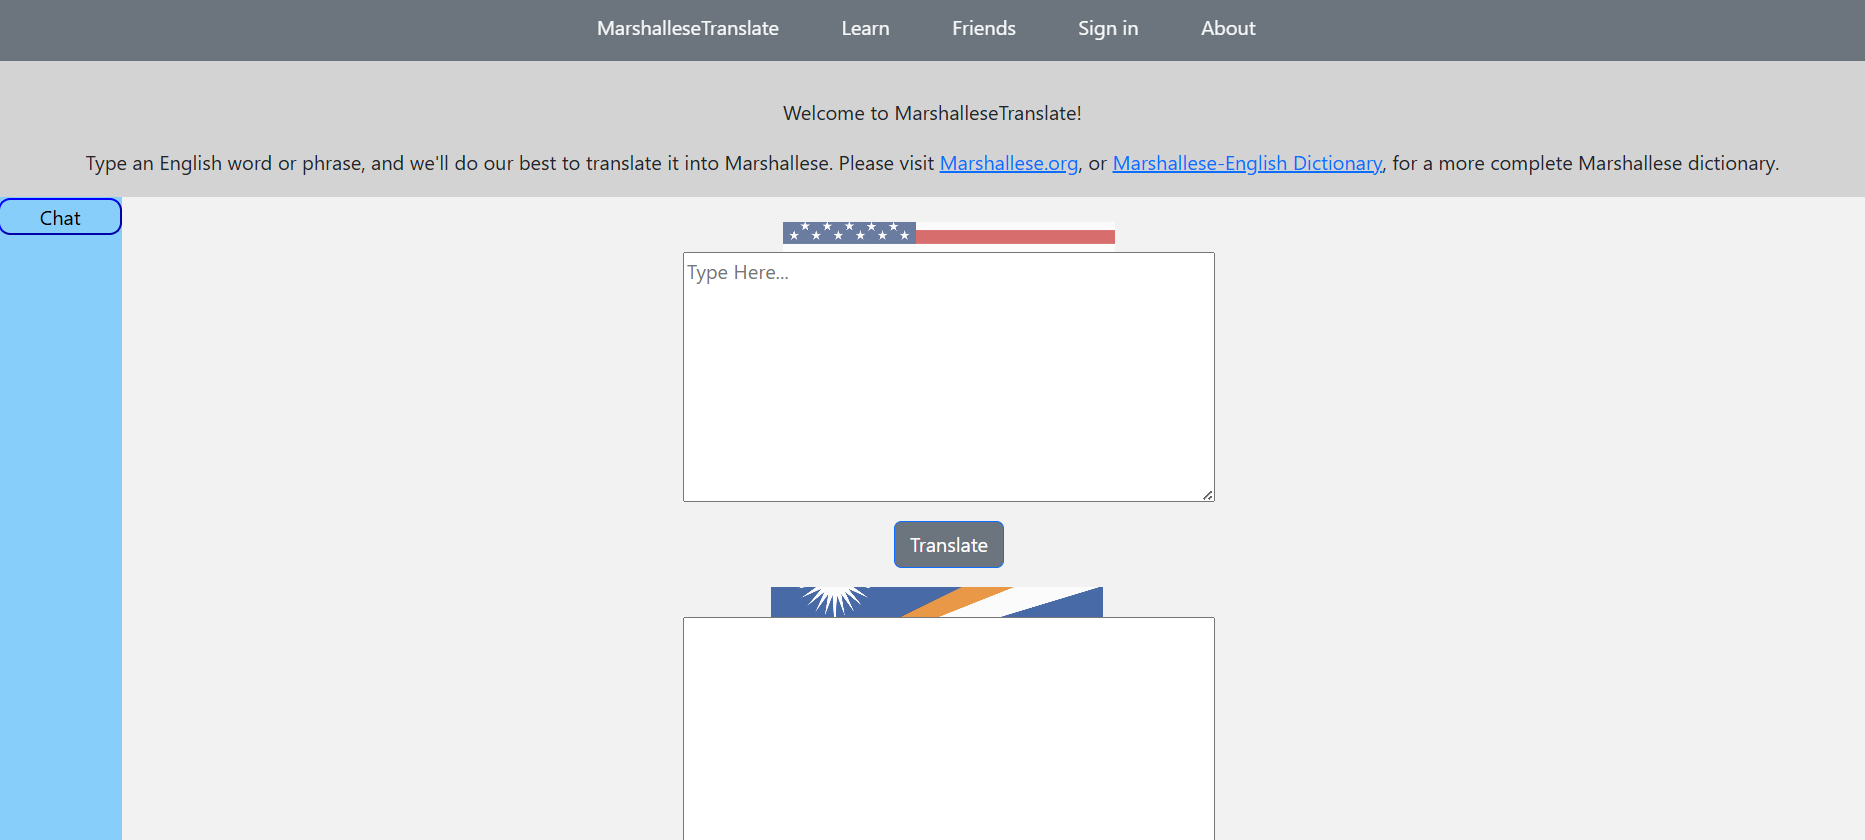 MarshalleseTranslate Learn Friends Sign in About
Welcome to MarshalleseTranslate!
Type an English word or phrase, and we'll do our best to translate it into Marshallese. Please visit Marshallese.org, or Marshallese-English Dictionary, for a more complete Marshallese dictionary.
Chat
Type Here...
Translate